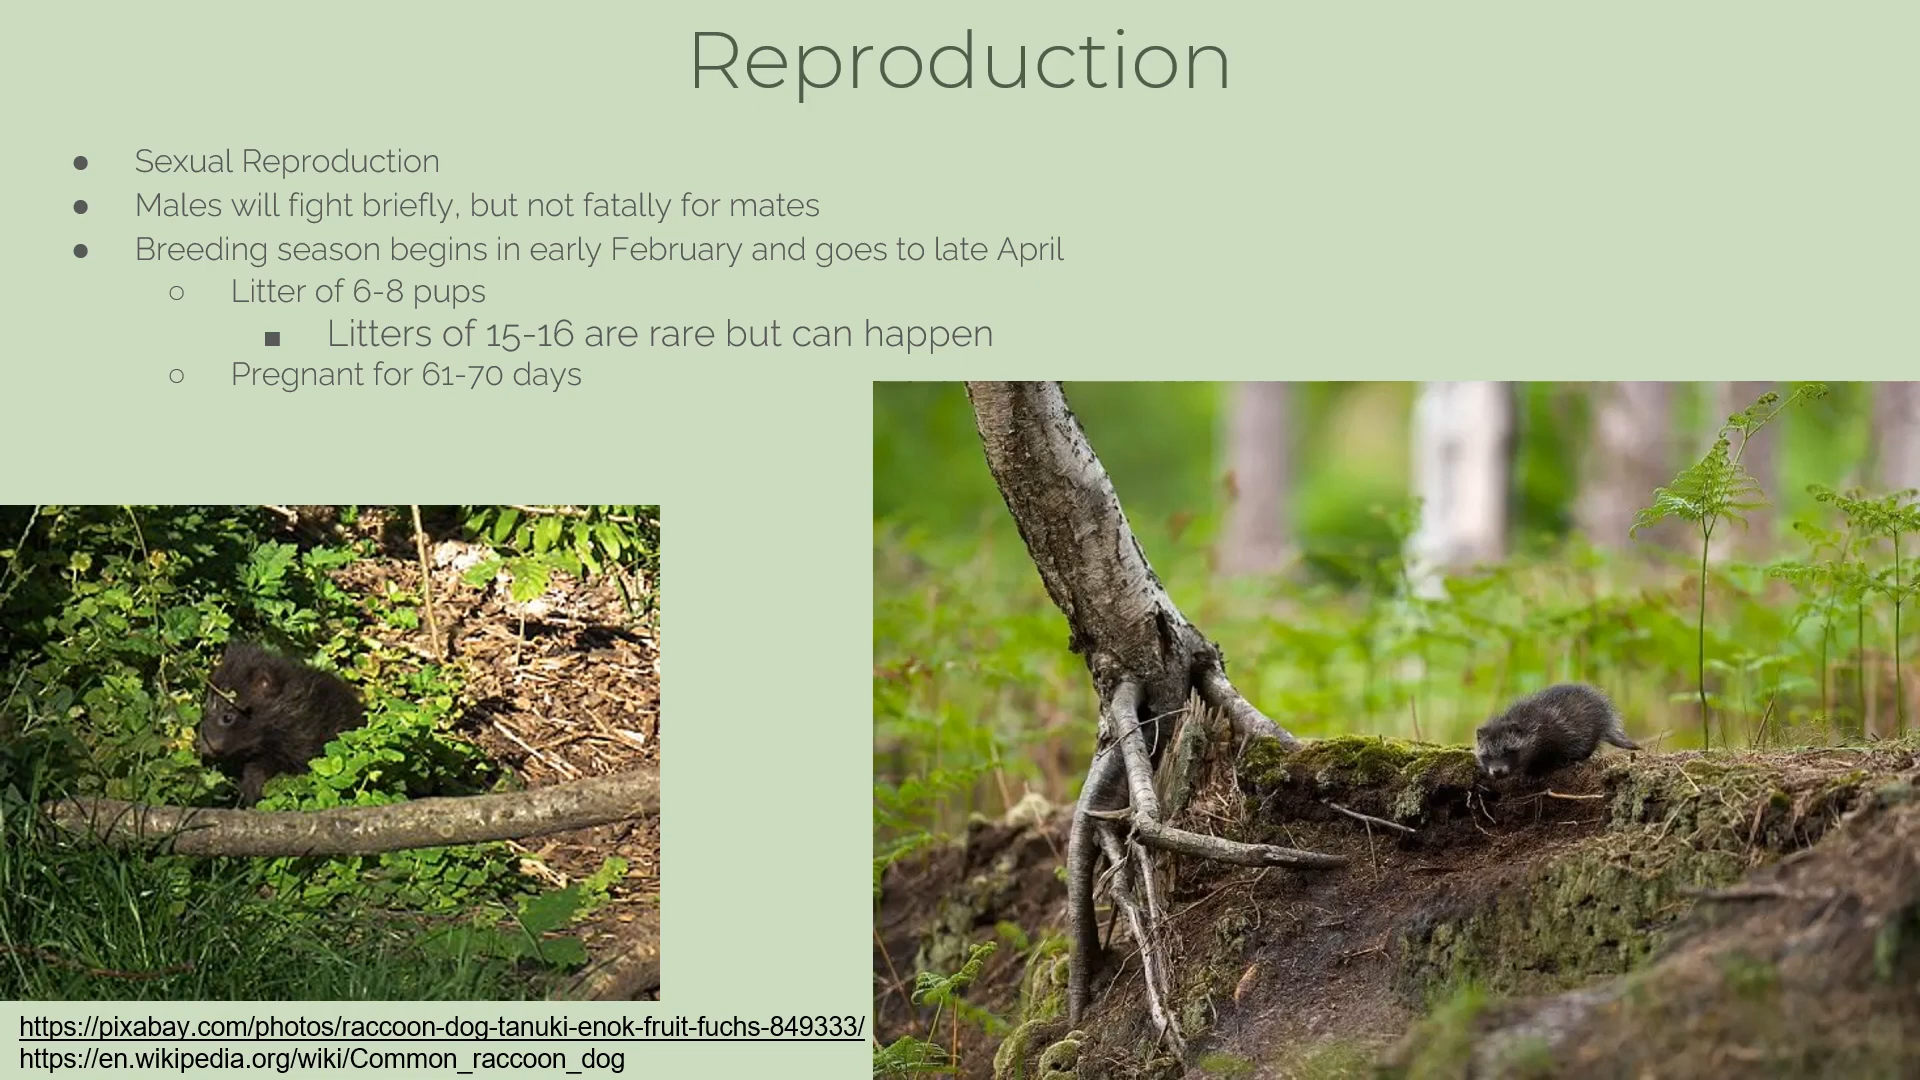 Reproduction
● Sexual Reproduction
● Males will fight briefly, but not fatally for mates
● Breeding season begins in early February and goes to late April
○ Litter of 6-8 pups
■ Litters of 15-16 are rare but can happen
○ Pregnant for 61-70 days
https://pixabay.com/photos/raccoon-dog-tanuki-enok-fruit-fuchs-849333/
https://en.wikipedia.org/wiki/Common_raccoon_dog